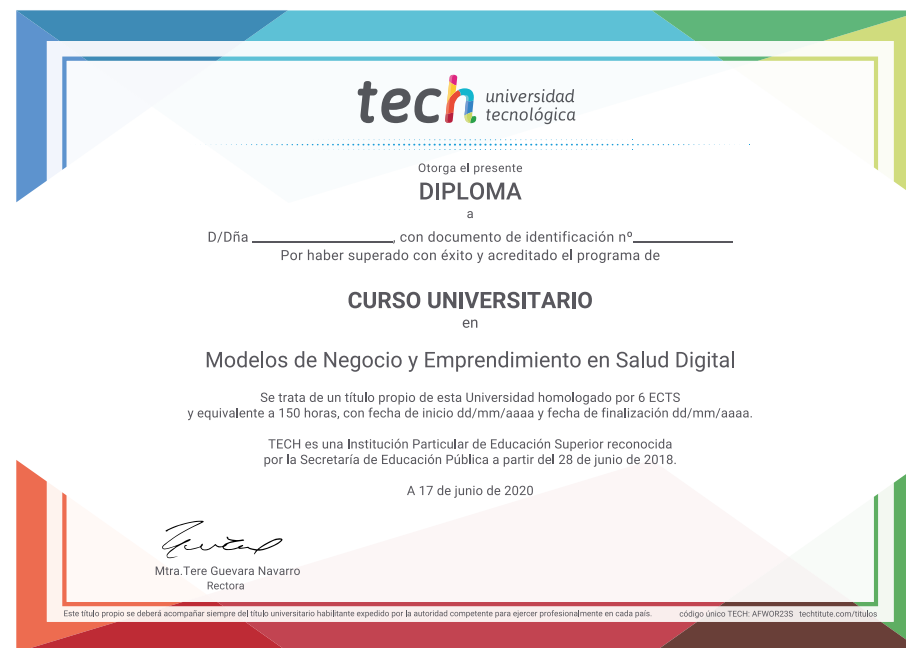 tech universidad
tecnológica
Otorga el presente
DIPLOMA
a
D/Dña ____________________, con documento de identificación nº______________
Por haber superado con éxito y acreditado el programa de
CURSO UNIVERSITARIO
en
Modelos de Negocio y Emprendimiento en Salud Digital
Se trata de un título propio de esta Universidad homologado por 6 ECTS
y equivalente a 150 horas, con fecha de inicio dd/mm/aaaa y fecha de finalización dd/mm/aaaa.
TECH es una Institución Particular de Educación Superior reconocida
por la Secretaría de Educación Pública a partir del 28 de junio de 2018.
A 17 de junio de 2020
Mtra.Tere Guevara Navarro
Rectora
Este título propio se deberá acompañar siempre del título universitario habilitante expedido por la autoridad competente para ejercer profesionalmente en cada país. código único TECH: AFWOR23S techtitute.com/titulos